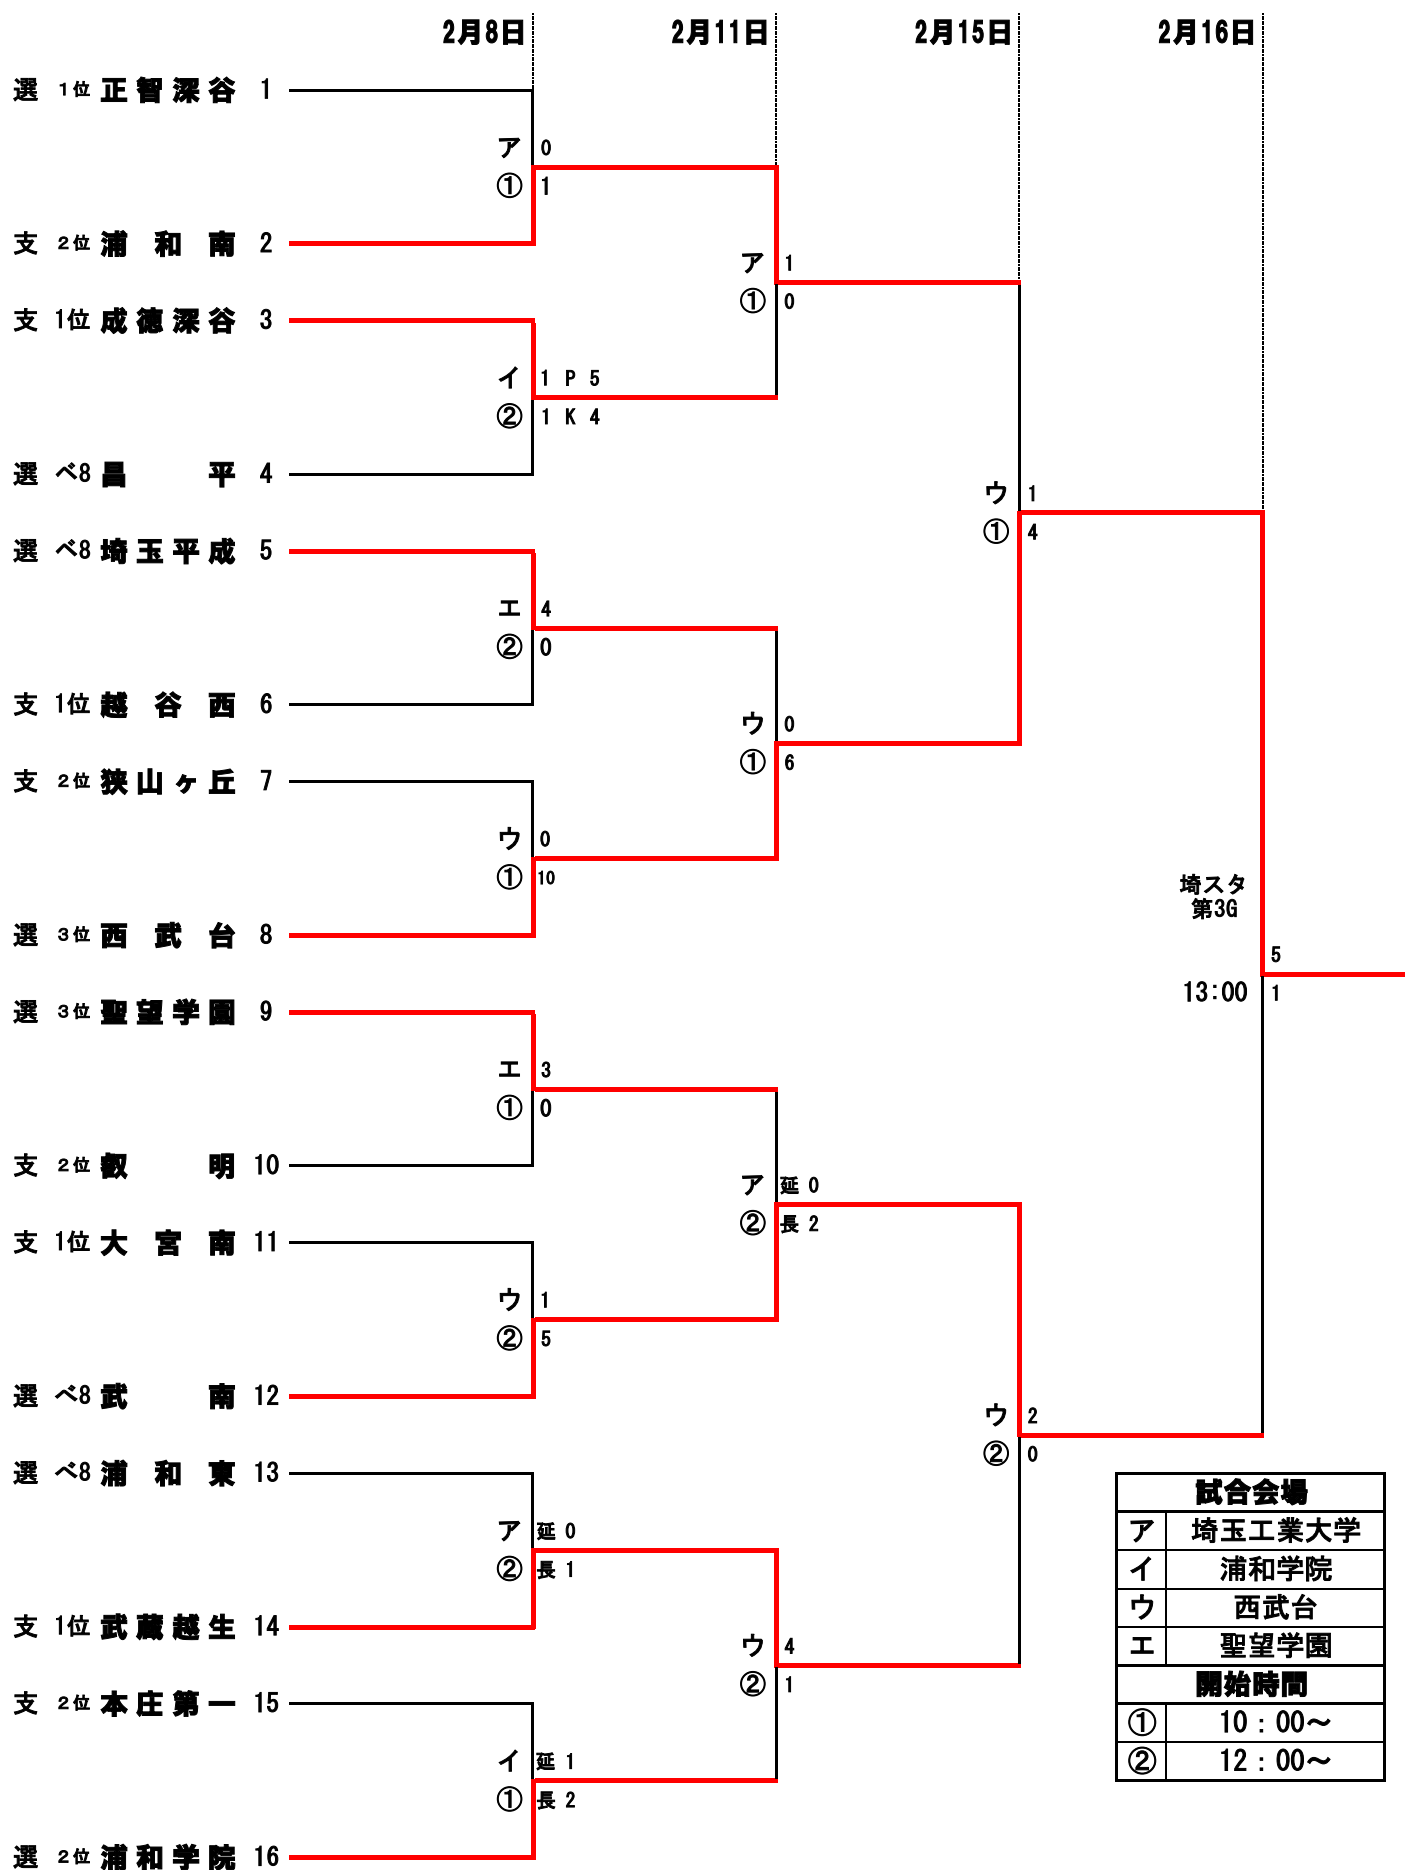 2月8日 2月11日 2月15日 2月16日
選 1位 正智深谷 1
ア 0
① 1
支 2位 浦和南 2
ア 1
① 0
支 1位 成徳深谷 3
イ 1 P 5
② 1 K 4
選 ベ8 昌平 4
ウ 1
① 4
選 ベ8 埼玉平成 5
エ 4
② 0
支 1位 越谷西 6
ウ 0
① 6
支 2位 狭山ヶ丘 7
ウ 0
① 10
選 3位 西武台 8
埼スタ
第3G
5
13:00 1
選 3位 聖望学園 9
エ 3
① 0
支 2位 叡明 10
ア 延 0
② 長 2
支 1位 大宮南 11
ウ 1
② 5
選 ベ8 武南 12
ウ 2
② 0
選 ベ8 浦和東 13
ア 延 0
② 長 1
支 1位 武蔵越生 14
ウ 4
② 1
支 2位 本庄第一 15
イ 延 1
① 長 2
選 2位 浦和学院 16
試合会場
ア 埼玉工業大学
イ 浦和学院
ウ 西武台
エ 聖望学園
開始時間
① 10：00～
② 12：00～